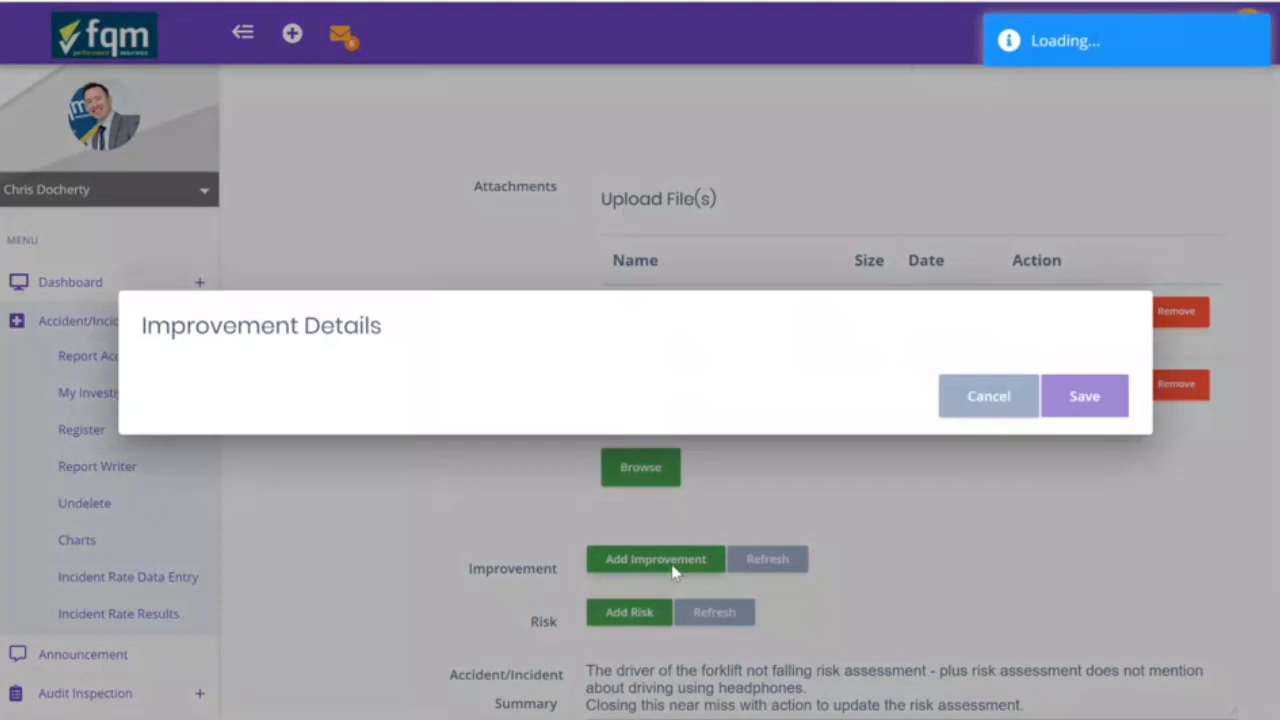 fqm
6
Loading...
Chris Docherty
MENU
Dashboard
Accident/Incid
Report Acc
My Investi
Register
Report Writer
Undelete
Charts
Incident Rate Data Entry
Incident Rate Results
Announcement
Audit Inspection
Attachments
Upload File(s)
Name Size Date Action
Remove
Improvement Details
Cancel Save
Remove
Browse
Improvement Add Improvement Refresh
Risk Add Risk Refresh
Accident/Incident
Summary
The driver of the forklift not falling risk assessment - plus risk assessment does not mention
about driving using headphones.
Closing this near miss with action to update the risk assessment.